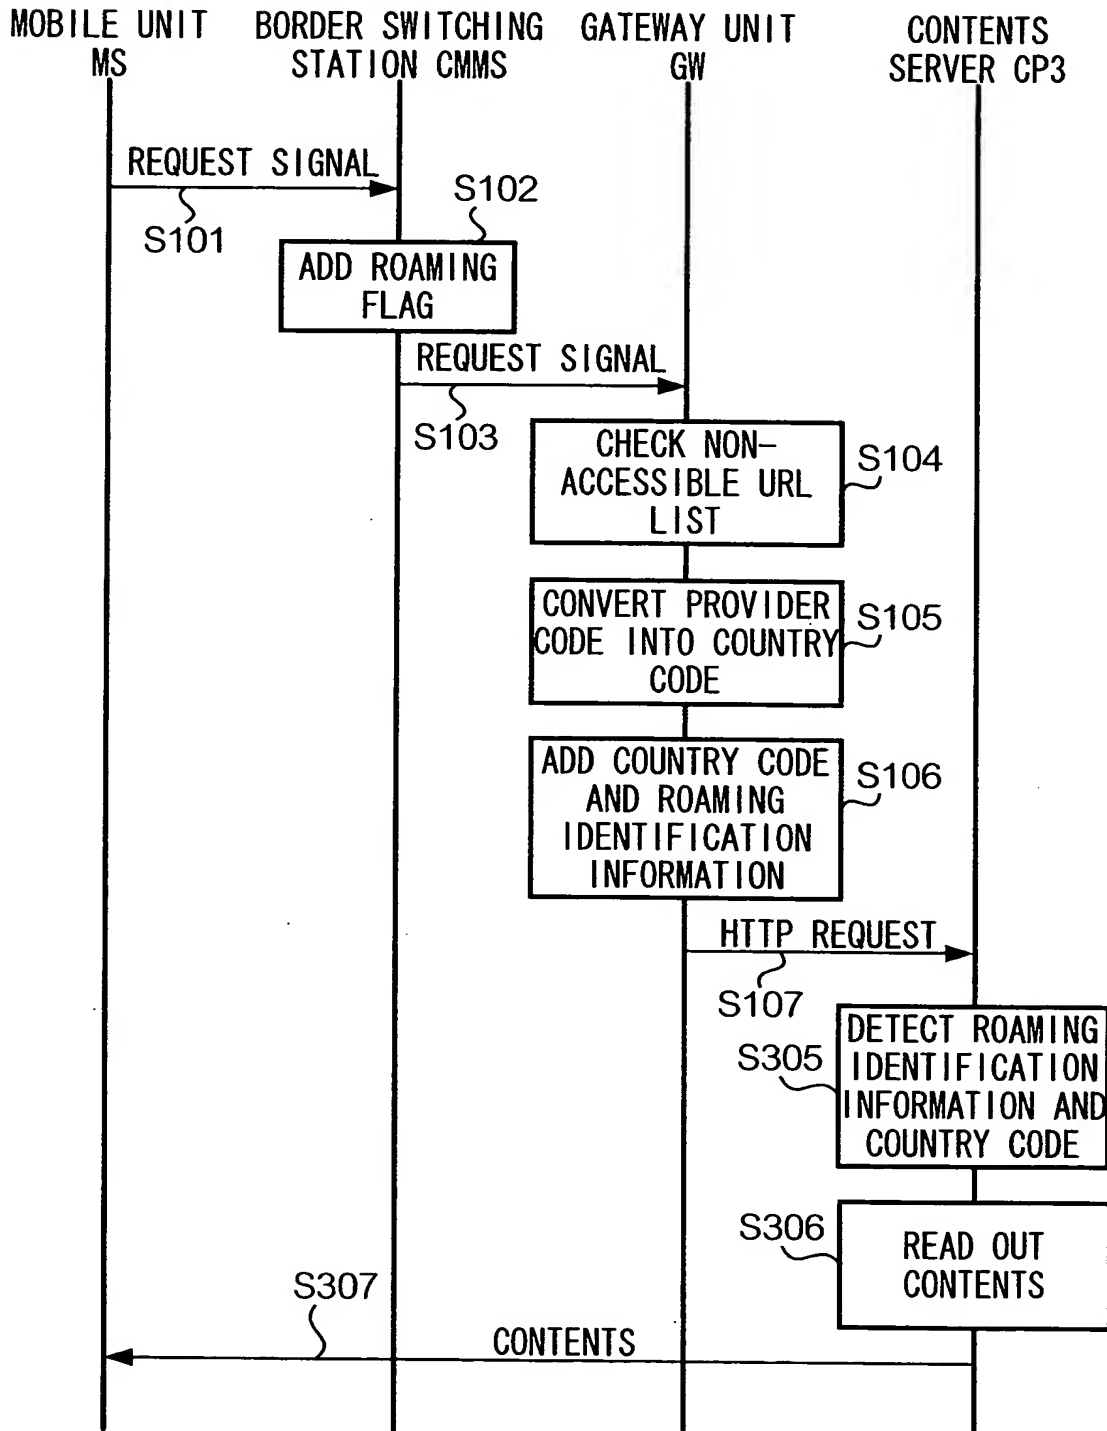 MOBILE UNIT
MS
BORDER SWITCHING
STATION CMMS
GATEWAY UNIT
GW
CONTENTS
SERVER CP3
REQUEST SIGNAL
S101
S102
ADD ROAMING
FLAG
REQUEST SIGNAL
S103
CHECK NON-
ACCESSIBLE URL
LIST
S104
CONVERT PROVIDER
CODE INTO COUNTRY
CODE
S105
ADD COUNTRY CODE
AND ROAMING
IDENTIFICATION
INFORMATION
S106
HTTP REQUEST
S107
DETECT ROAMING
IDENTIFICATION
INFORMATION AND
COUNTRY CODE
S305
READ OUT
CONTENTS
S306
S307
CONTENTS